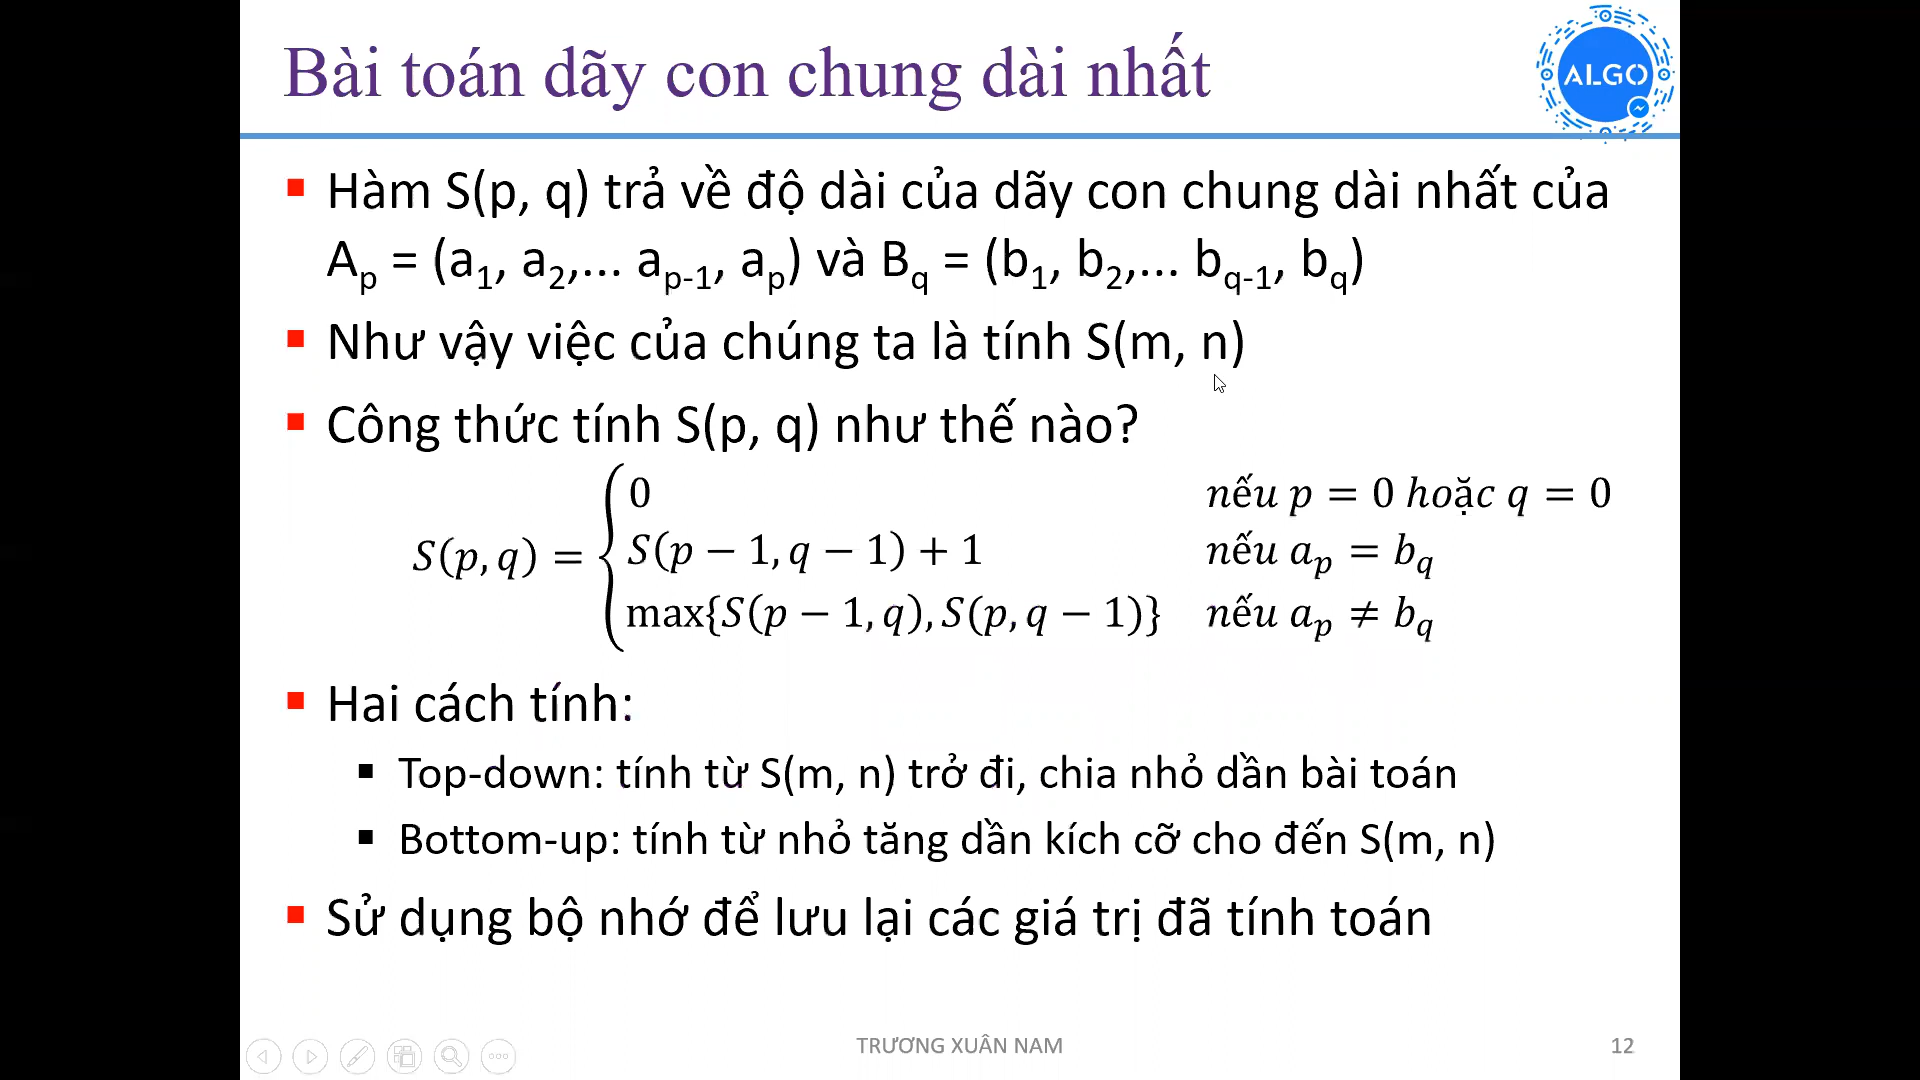 Bài toán dãy con chung dài nhất
ALGO
Hàm S(p, q) trả về độ dài của dãy con chung dài nhất của
Aₚ = (a₁, a₂,... aₚ₋₁, aₚ) và B_q = (b₁, b₂,... b_{q-1}, b_q)
Như vậy việc của chúng ta là tính S(m, n)
Công thức tính S(p, q) như thế nào?
0 nếu p = 0 hoặc q = 0
S(p, q) = { S(p − 1, q − 1) + 1 nếu aₚ = b_q
max{S(p − 1, q), S(p, q − 1)} nếu aₚ ≠ b_q
Hai cách tính:
Top-down: tính từ S(m, n) trở đi, chia nhỏ dần bài toán
Bottom-up: tính từ nhỏ tăng dần kích cỡ cho đến S(m, n)
Sử dụng bộ nhớ để lưu lại các giá trị đã tính toán
TRƯƠNG XUÂN NAM
12